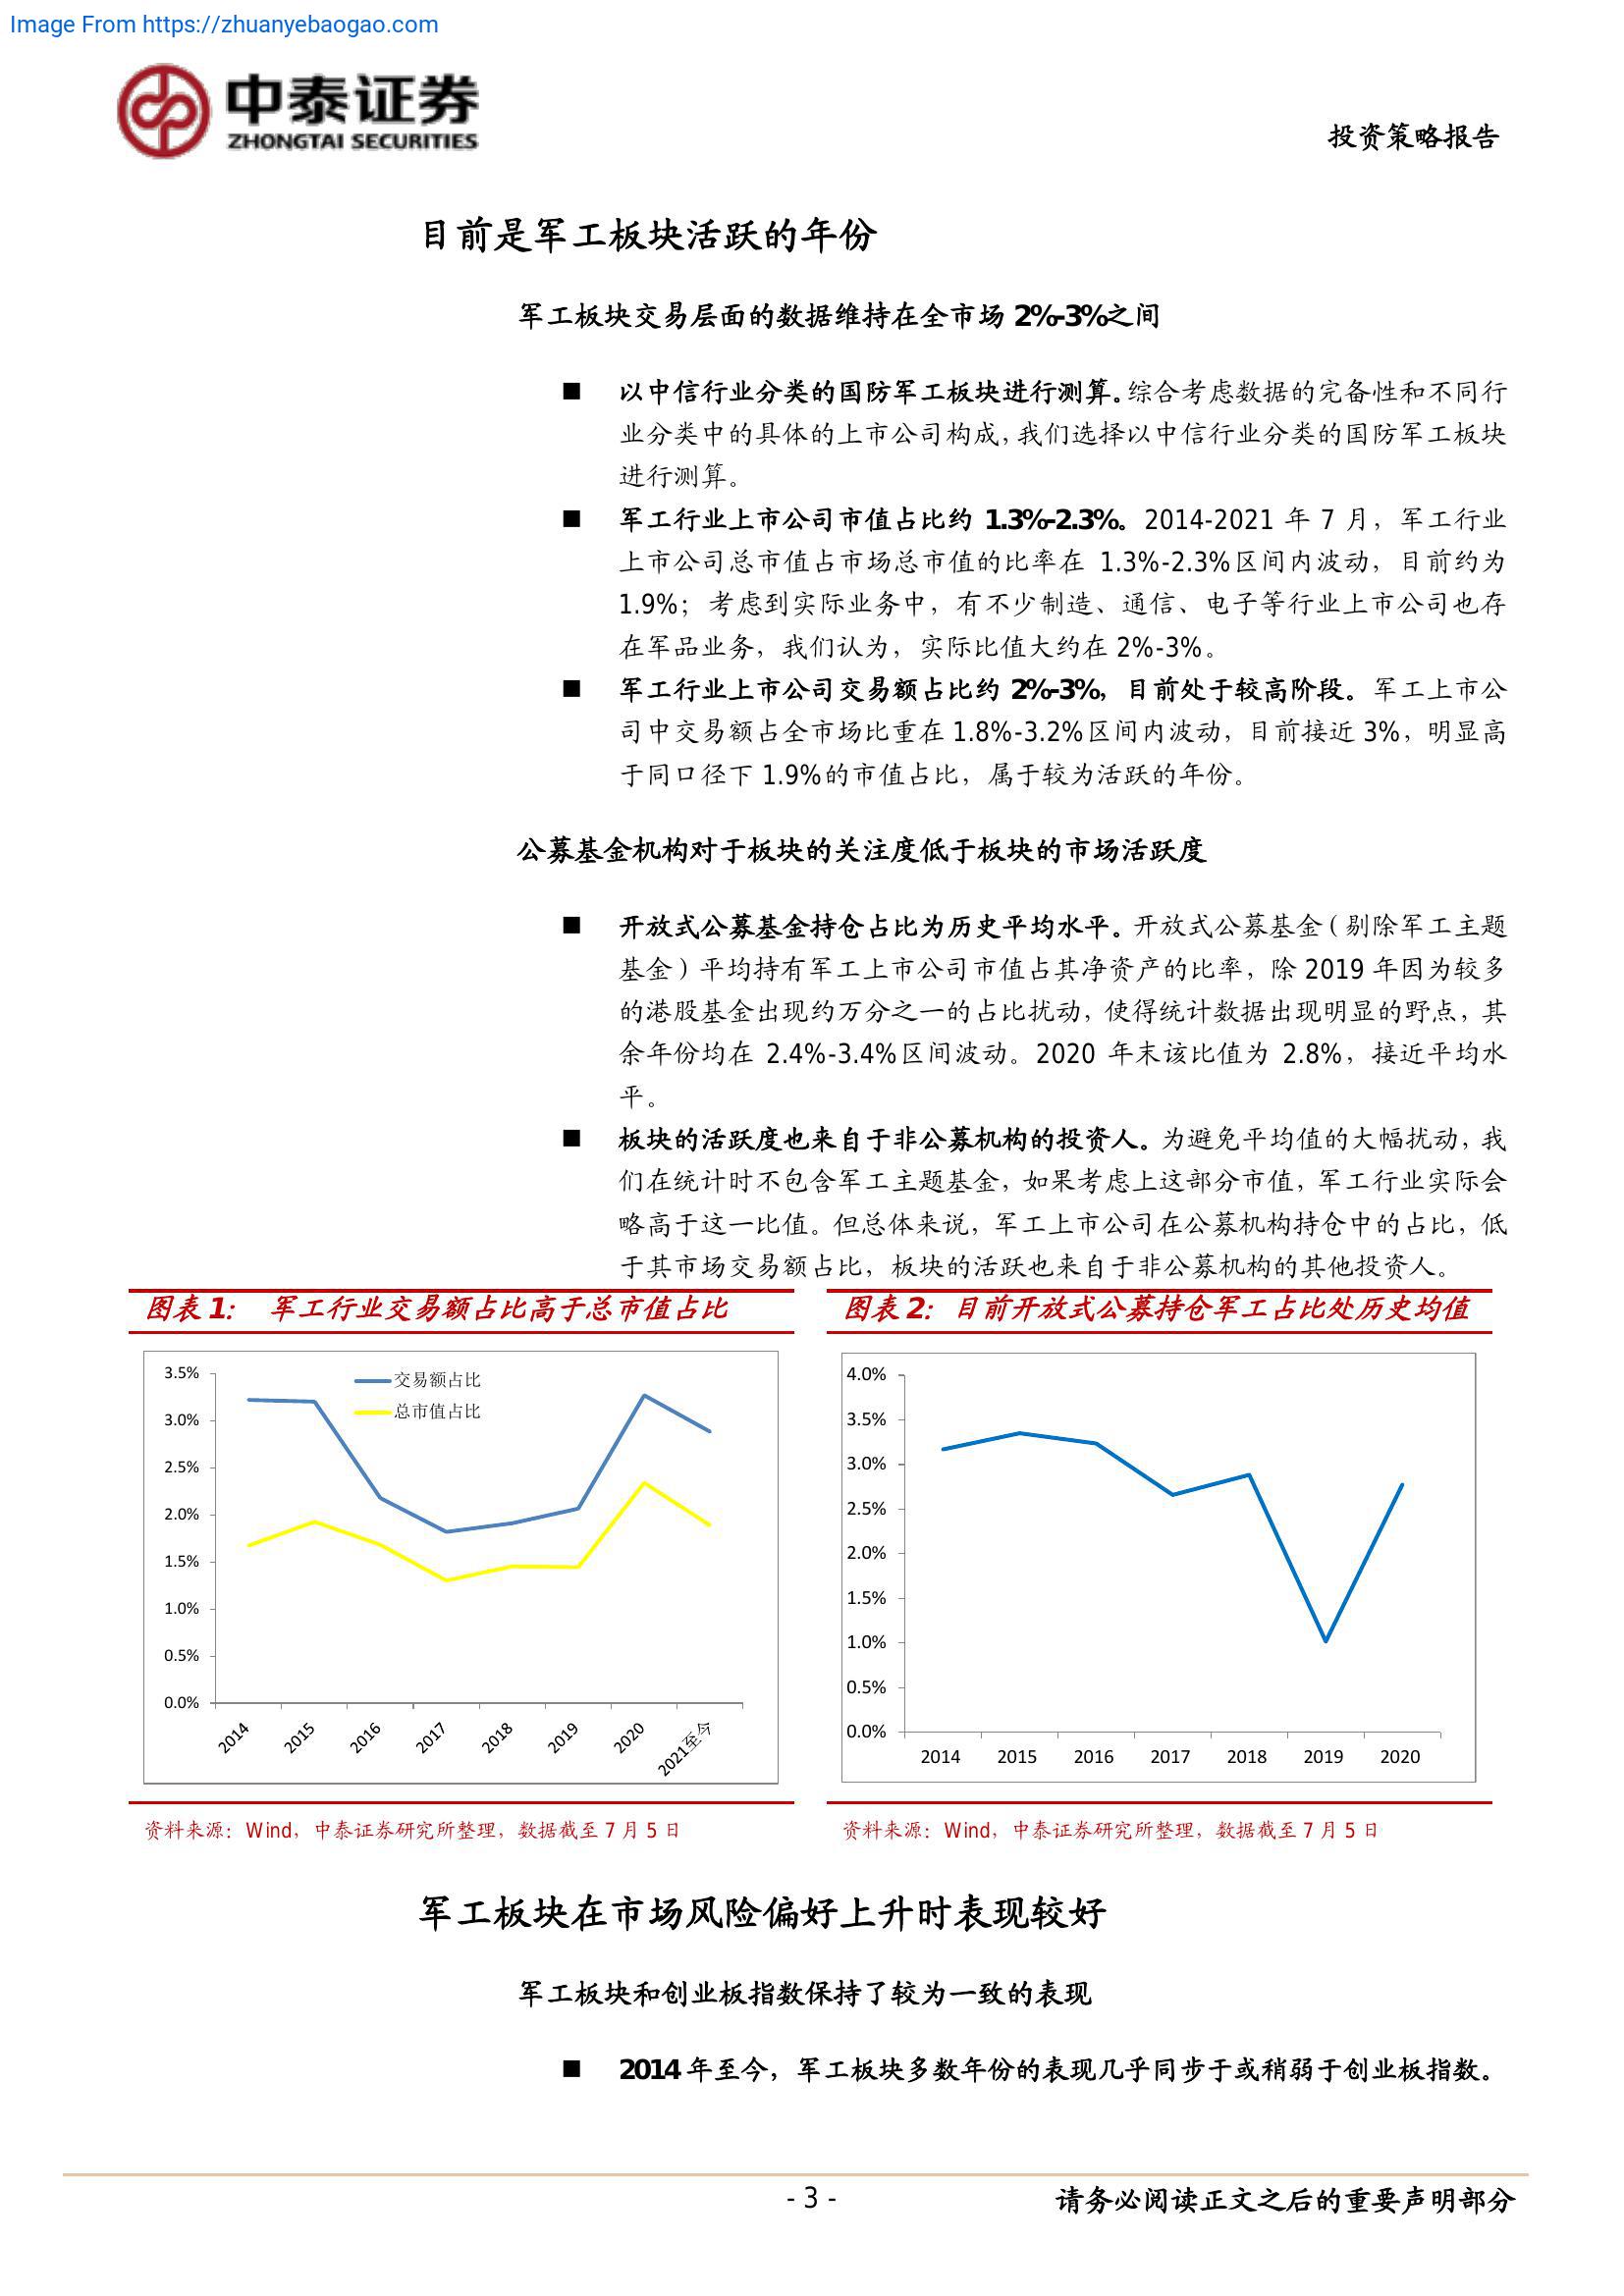 Image From https://zhuanyebaogao.com
中泰证券
ZHONGTAI SECURITIES
投资策略报告
目前是军工板块活跃的年份
军工板块交易层面的数据维持在全市场 2%-3%之间
■ 以中信行业分类的国防军工板块进行测算。综合考虑数据的完备性和不同行
业分类中的具体的上市公司构成，我们选择以中信行业分类的国防军工板块
进行测算。
■ 军工行业上市公司市值占比约 1.3%-2.3%。2014-2021 年 7 月，军工行业
上市公司总市值占市场总市值的比率在 1.3%-2.3%区间内波动，目前约为
1.9%；考虑到实际业务中，有不少制造、通信、电子等行业上市公司也存
在军品业务，我们认为，实际比值大约在 2%-3%。
■ 军工行业上市公司交易额占比约 2%-3%，目前处于较高阶段。军工上市公
司中交易额占全市场比重在 1.8%-3.2%区间内波动，目前接近 3%，明显高
于同口径下 1.9%的市值占比，属于较为活跃的年份。
公募基金机构对于板块的关注度低于板块的市场活跃度
■ 开放式公募基金持仓占比为历史平均水平。开放式公募基金（剔除军工主题
基金）平均持有军工上市公司市值占其净资产的比率，除 2019 年因为较多
的港股基金出现约万分之一的占比扰动，使得统计数据出现明显的野点，其
余年份均在 2.4%-3.4%区间波动。2020 年末该比值为 2.8%，接近平均水
平。
■ 板块的活跃度也来自于非公募机构的投资人。为避免平均值的大幅扰动，我
们在统计时不包含军工主题基金，如果考虑上这部分市值，军工行业实际会
略高于这一比值。但总体来说，军工上市公司在公募机构持仓中的占比，低
于其市场交易额占比，板块的活跃也来自于非公募机构的其他投资人。
图表 1： 军工行业交易额占比高于总市值占比
3.5%
3.0%
2.5%
2.0%
1.5%
1.0%
0.5%
0.0%
交易额占比
总市值占比
2014 2015 2016 2017 2018 2019 2020 2021至今
资料来源：Wind，中泰证券研究所整理，数据截至 7 月 5 日
图表 2：目前开放式公募持仓军工占比处历史均值
4.0%
3.5%
3.0%
2.5%
2.0%
1.5%
1.0%
0.5%
0.0%
2014 2015 2016 2017 2018 2019 2020
资料来源：Wind，中泰证券研究所整理，数据截至 7 月 5 日
军工板块在市场风险偏好上升时表现较好
军工板块和创业板指数保持了较为一致的表现
■ 2014 年至今，军工板块多数年份的表现几乎同步于或稍弱于创业板指数。
- 3 -
请务必阅读正文之后的重要声明部分